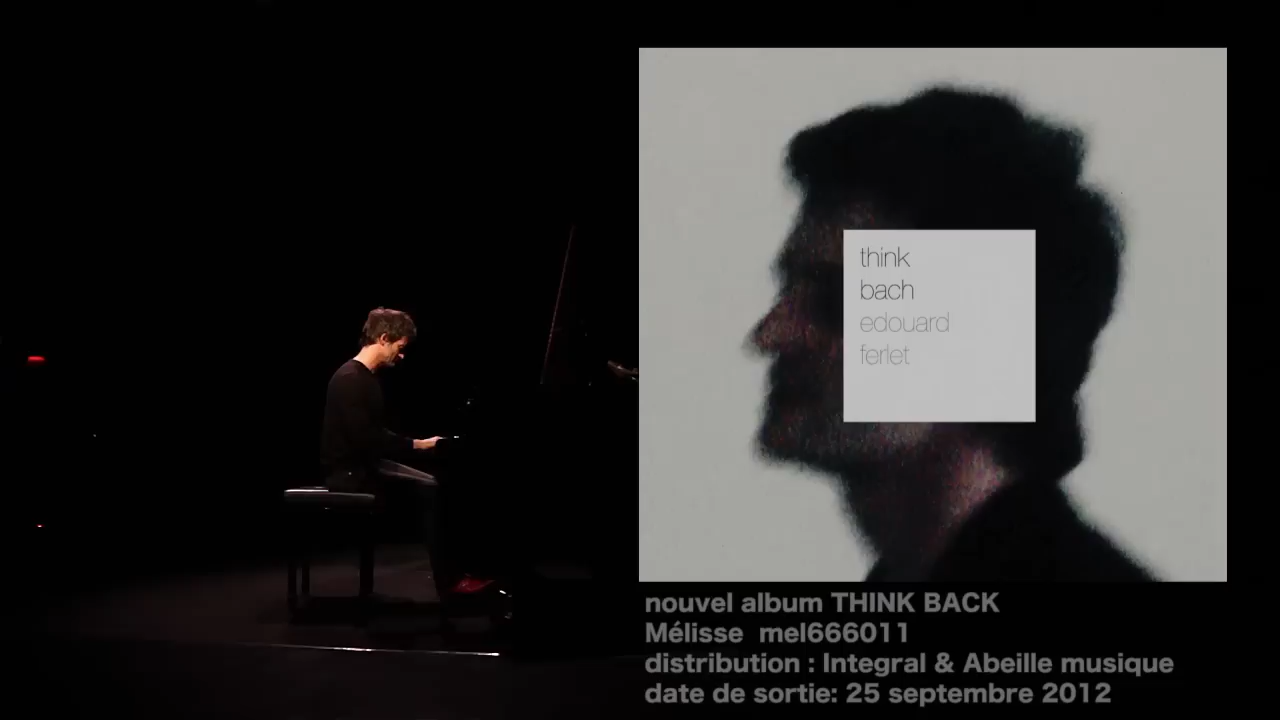 think
bach
edouard
ferlet
nouvel album THINK BACK
Mélisse mel666011
distribution : Integral & Abeille musique
date de sortie: 25 septembre 2012